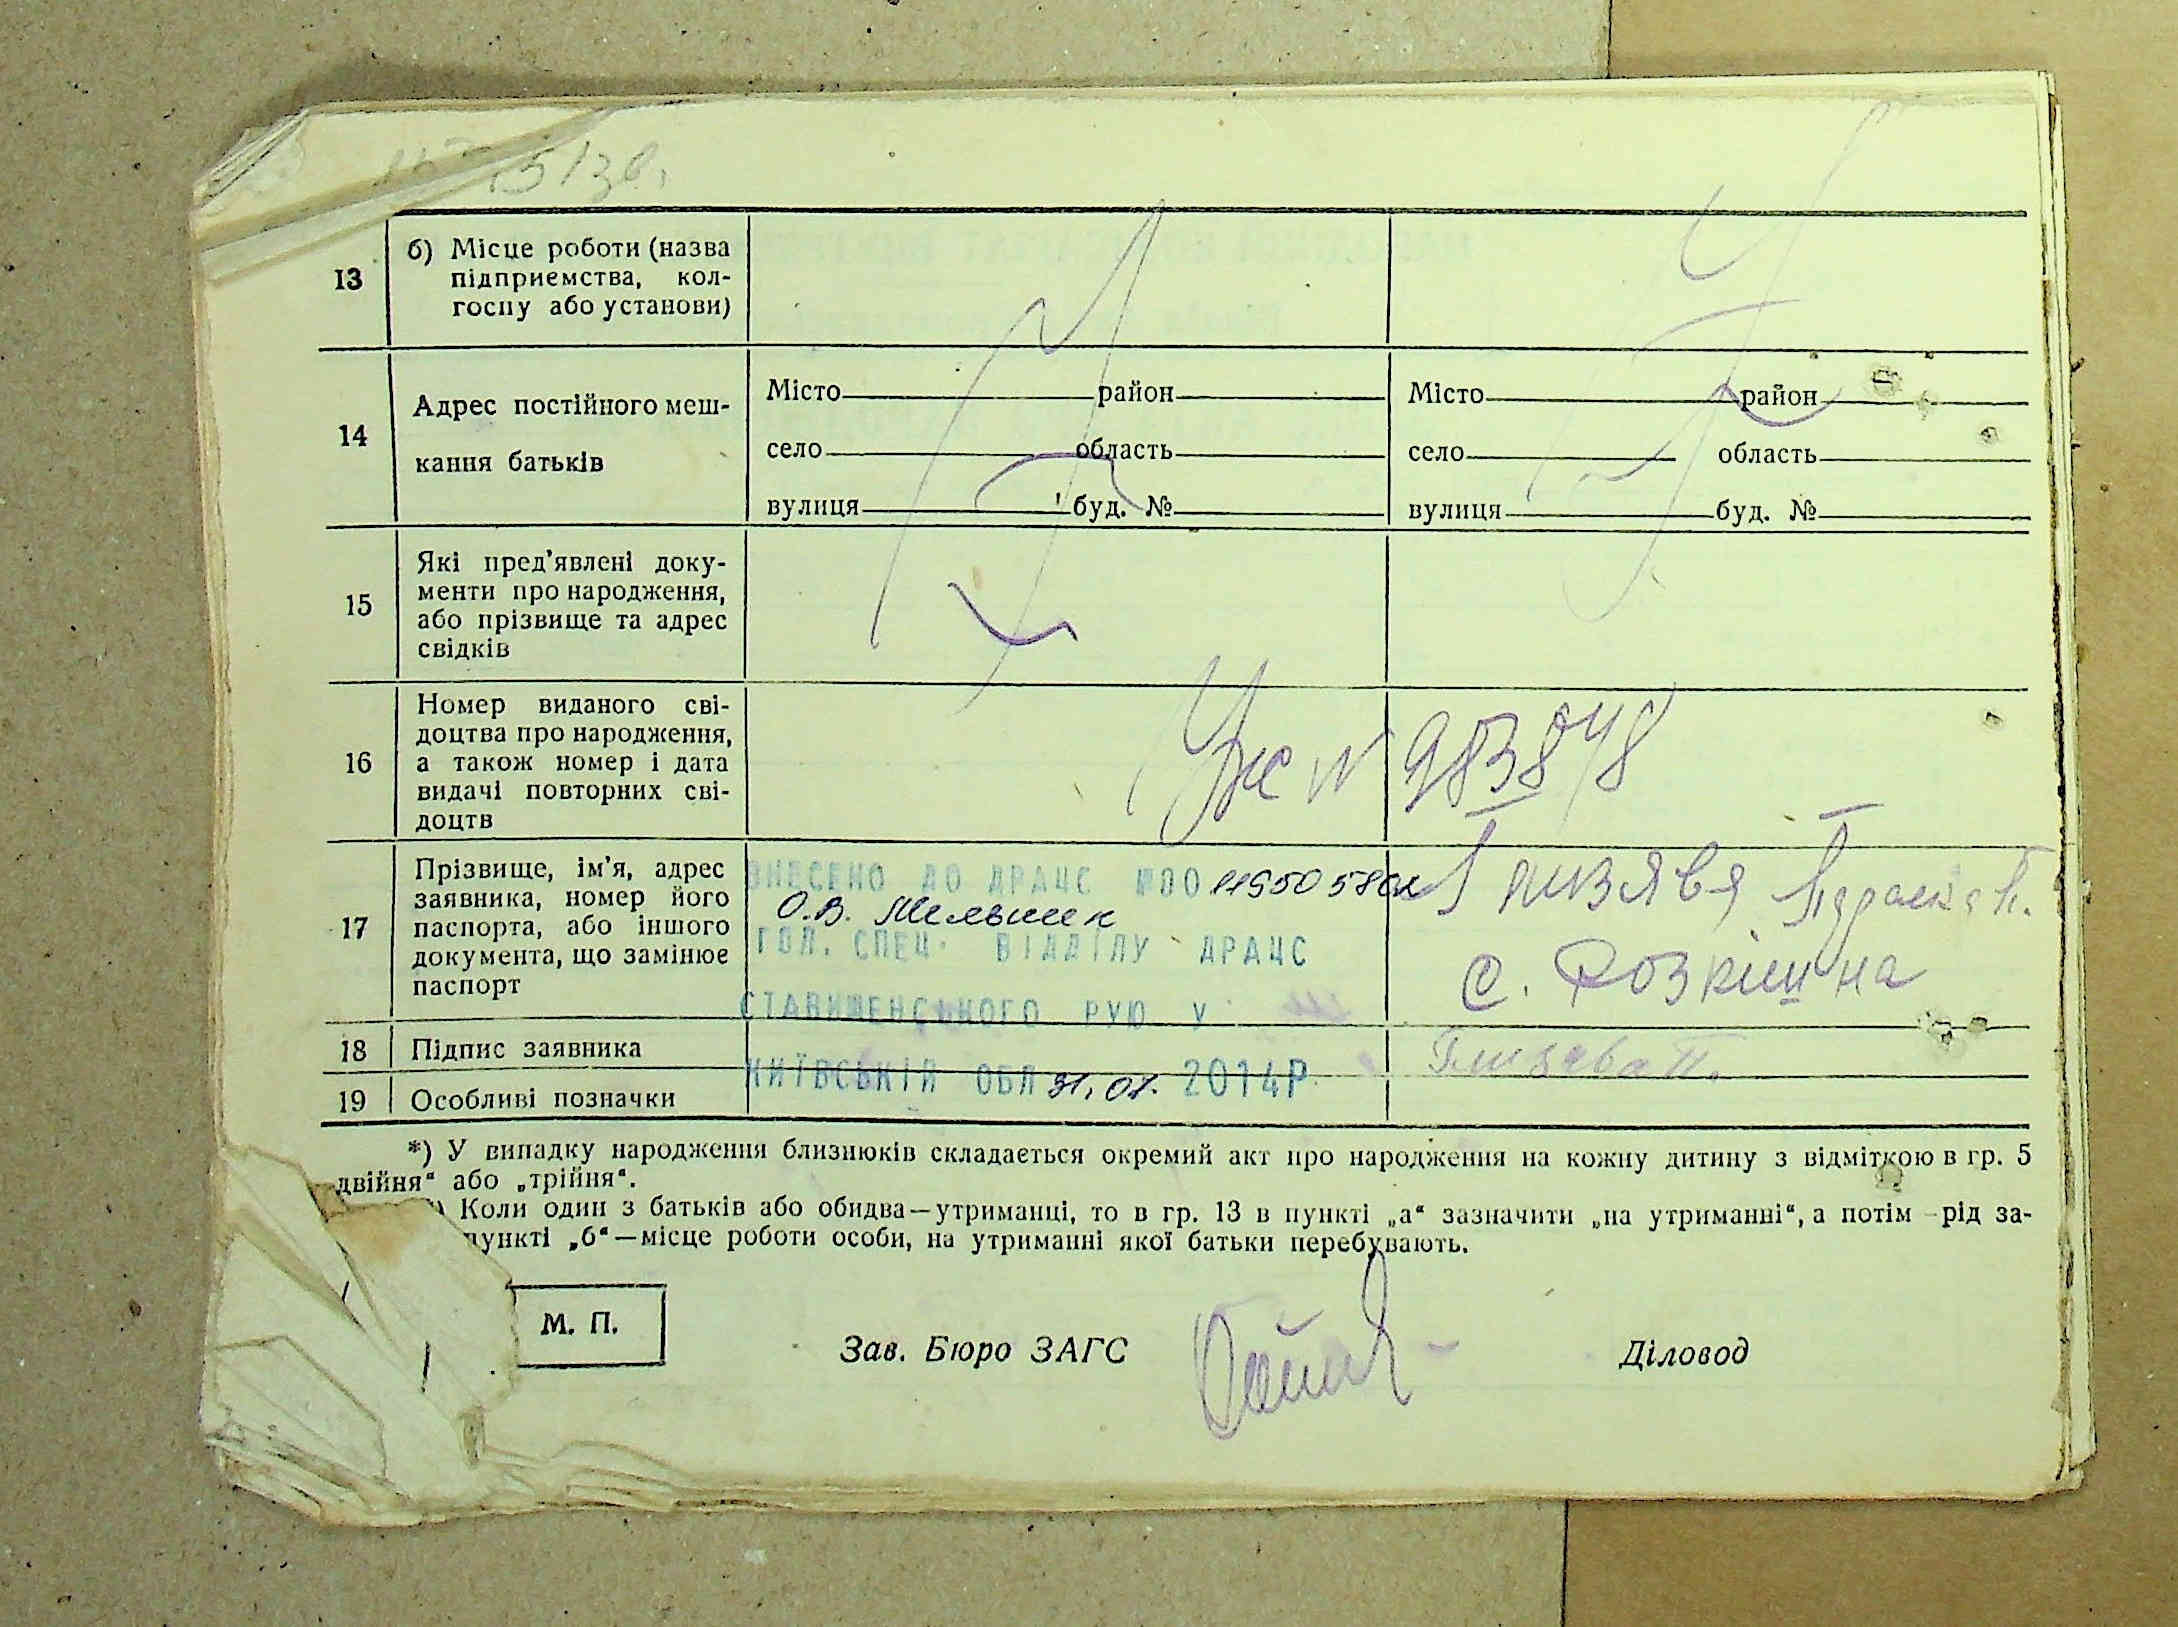 51зв.
13
б) Місце роботи (назва
підприємства, кол-
госпу або установи)
14
Адрес постійного меш-
кання батьків
Місто район
село область
вулиця буд. №
Місто район
село область
вулиця буд. №
15
Які пред'явлені доку-
менти про народження,
або прізвище та адрес
свідків
16
Номер виданого сві-
доцтва про народження,
а також номер і дата
видачі повторних сві-
доцтв
№ 983848
17
Прізвище, ім'я, адрес
заявника, номер його
паспорта, або іншого
документа, що замінює
паспорт
ВНЕСЕНО ДО ДРАЦС
О.В. Мельник
ГОЛ. СПЕЦ. ВІДДІЛУ ДРАЦС
СТАВИЩЕНСЬКОГО РУЮ У
КИЇВСЬКІЙ ОБЛ 31.07. 2014Р.
с. Розкішна
18
Підпис заявника
19
Особливі позначки
*) У випадку народження близнюків складається окремий акт про народження на кожну дитину з відміткою в гр. 5
двійня“ або „трійня“.
) Коли один з батьків або обидва—утриманці, то в гр. 13 в пункті „а“ зазначити „на утриманні“, а потім -рід за-
пункті „б“—місце роботи особи, на утриманні якої батьки перебувають.
М. П.
Зав. Бюро ЗАГС
Діловод